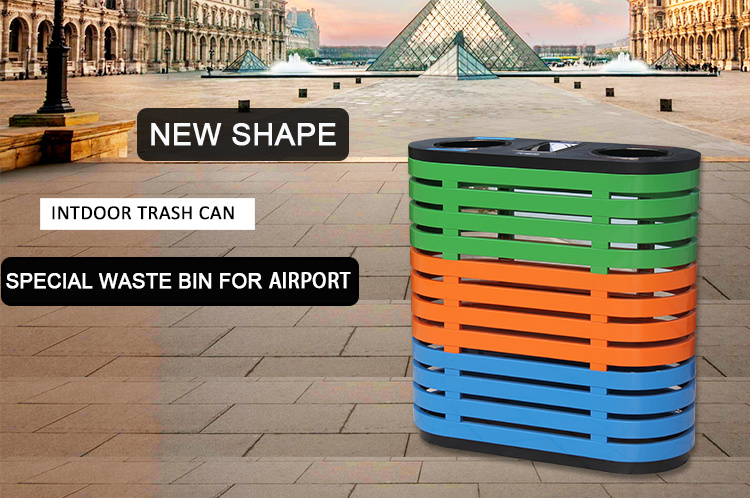 NEW SHAPE
INTDOOR TRASH CAN
SPECIAL WASTE BIN FOR AIRPORT